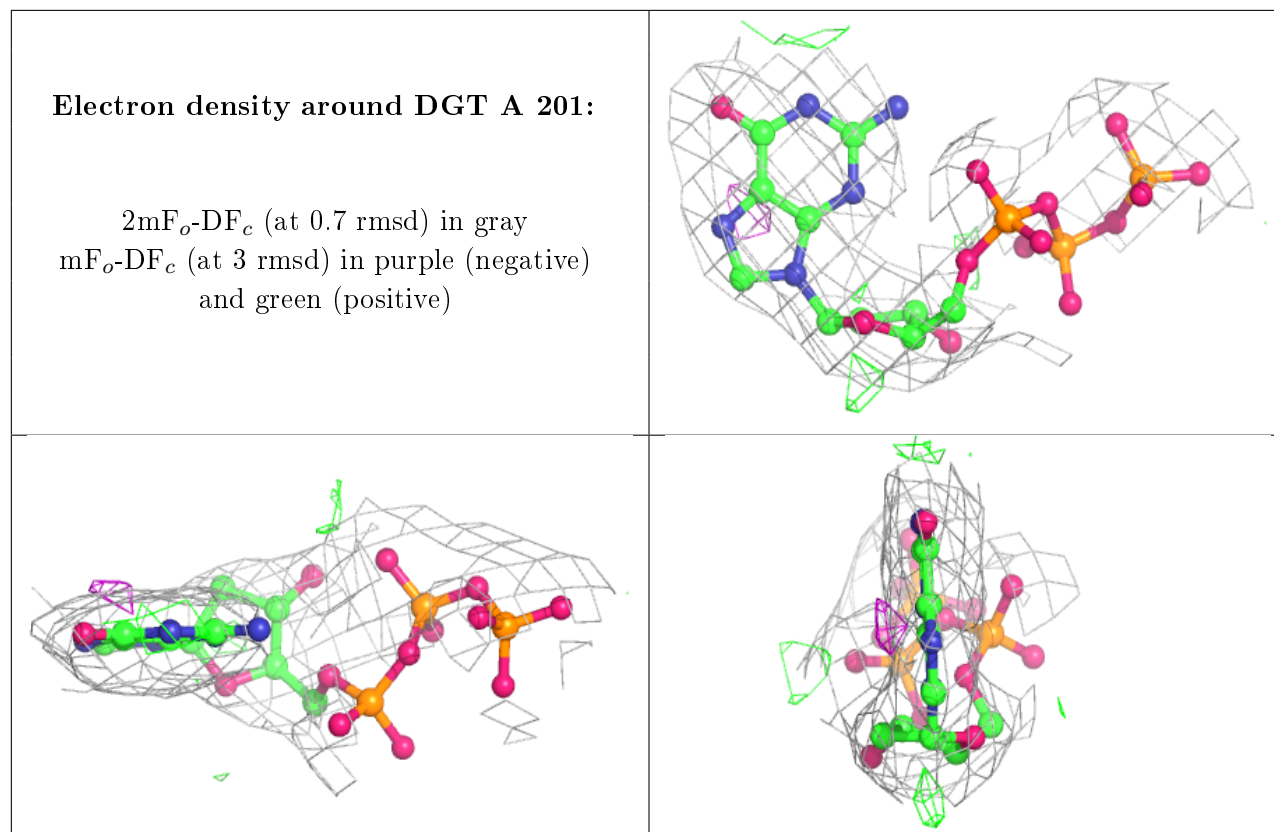 Electron density around DGT A 201:
2mFₒ-DF𝒸 (at 0.7 rmsd) in gray
mFₒ-DF𝒸 (at 3 rmsd) in purple (negative)
and green (positive)